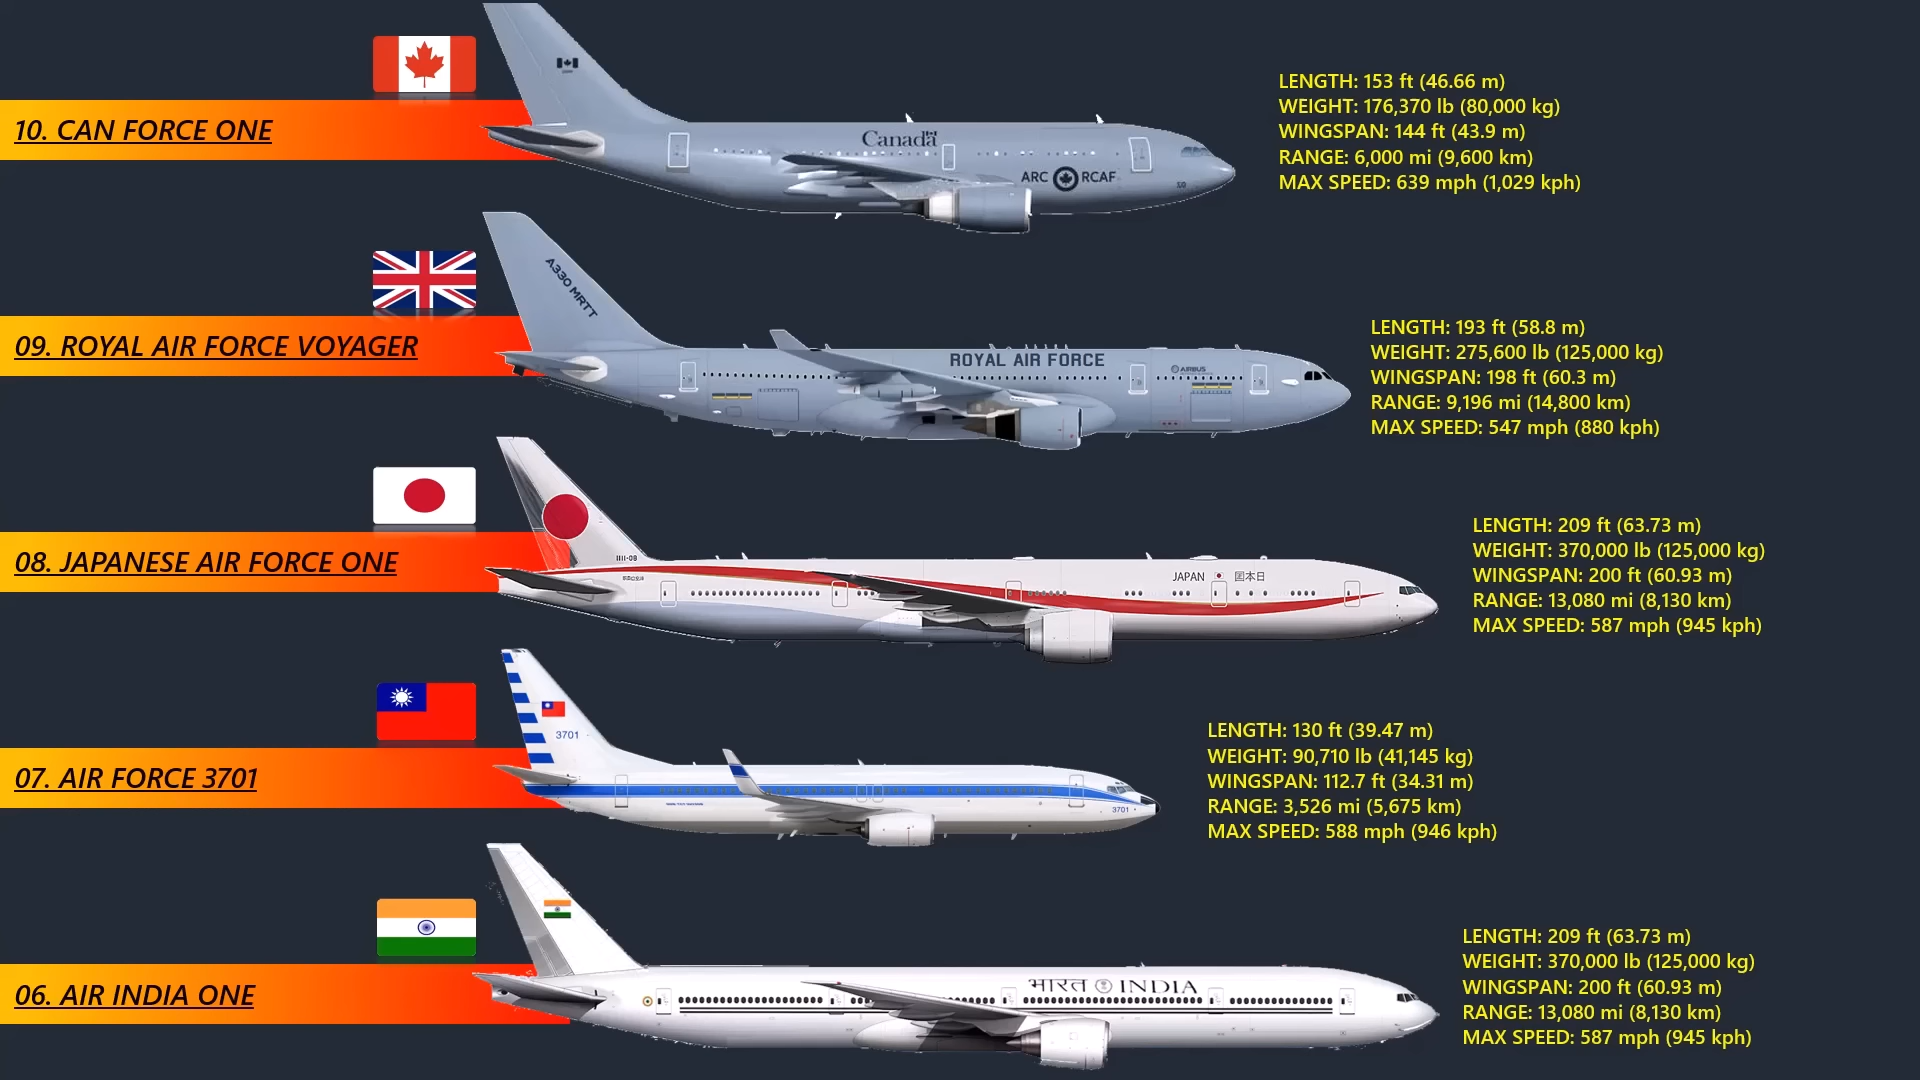 10. CAN FORCE ONE
Canada
ARC RCAF
LENGTH: 153 ft (46.66 m)
WEIGHT: 176,370 lb (80,000 kg)
WINGSPAN: 144 ft (43.9 m)
RANGE: 6,000 mi (9,600 km)
MAX SPEED: 639 mph (1,029 kph)
09. ROYAL AIR FORCE VOYAGER
A330 MRTT
ROYAL AIR FORCE
AIRBUS
LENGTH: 193 ft (58.8 m)
WEIGHT: 275,600 lb (125,000 kg)
WINGSPAN: 198 ft (60.3 m)
RANGE: 9,196 mi (14,800 km)
MAX SPEED: 547 mph (880 kph)
08. JAPANESE AIR FORCE ONE
JAPAN
LENGTH: 209 ft (63.73 m)
WEIGHT: 370,000 lb (125,000 kg)
WINGSPAN: 200 ft (60.93 m)
RANGE: 13,080 mi (8,130 km)
MAX SPEED: 587 mph (945 kph)
07. AIR FORCE 3701
3701
3701
LENGTH: 130 ft (39.47 m)
WEIGHT: 90,710 lb (41,145 kg)
WINGSPAN: 112.7 ft (34.31 m)
RANGE: 3,526 mi (5,675 km)
MAX SPEED: 588 mph (946 kph)
06. AIR INDIA ONE
भारत INDIA
LENGTH: 209 ft (63.73 m)
WEIGHT: 370,000 lb (125,000 kg)
WINGSPAN: 200 ft (60.93 m)
RANGE: 13,080 mi (8,130 km)
MAX SPEED: 587 mph (945 kph)